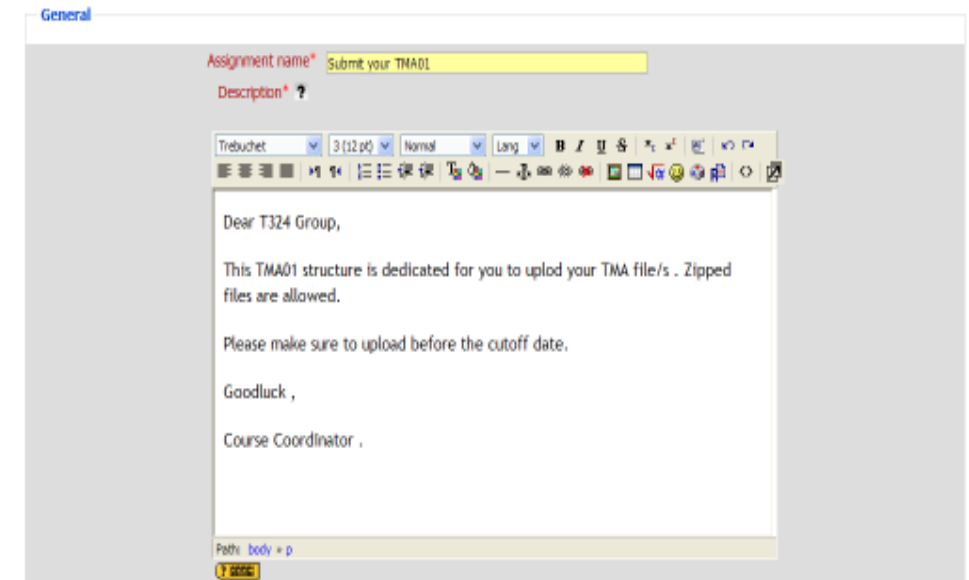 General
Assignment name* Submit your TMA01
Description* ?
Trebuchet 3 (12 pt) Normal Lang B I U S
Dear T324 Group,
This TMA01 structure is dedicated for you to uplod your TMA file/s . Zipped
files are allowed.
Please make sure to upload before the cutoff date.
Goodluck ,
Course Coordinator .
Path: body » p